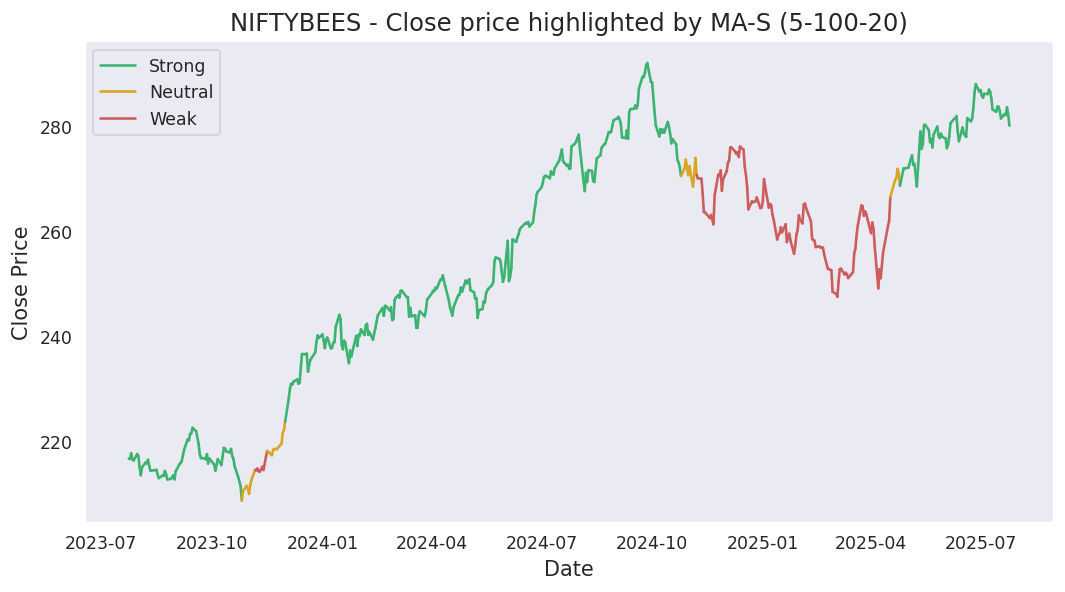 NIFTYBEES - Close price highlighted by MA-S (5-100-20)
Strong
Neutral
Weak
Close Price
280
260
240
220
2023-07 2023-10 2024-01 2024-04 2024-07 2024-10 2025-01 2025-04 2025-07
Date